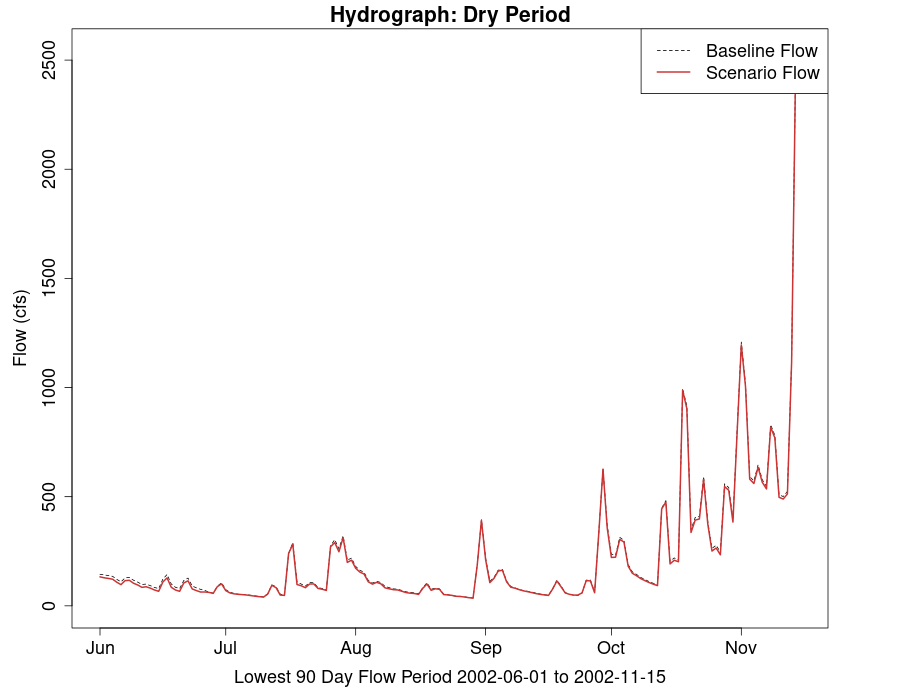 Hydrograph: Dry Period
Baseline Flow
Scenario Flow
Flow (cfs)
2500
2000
1500
1000
500
0
Jun Jul Aug Sep Oct Nov
Lowest 90 Day Flow Period 2002-06-01 to 2002-11-15